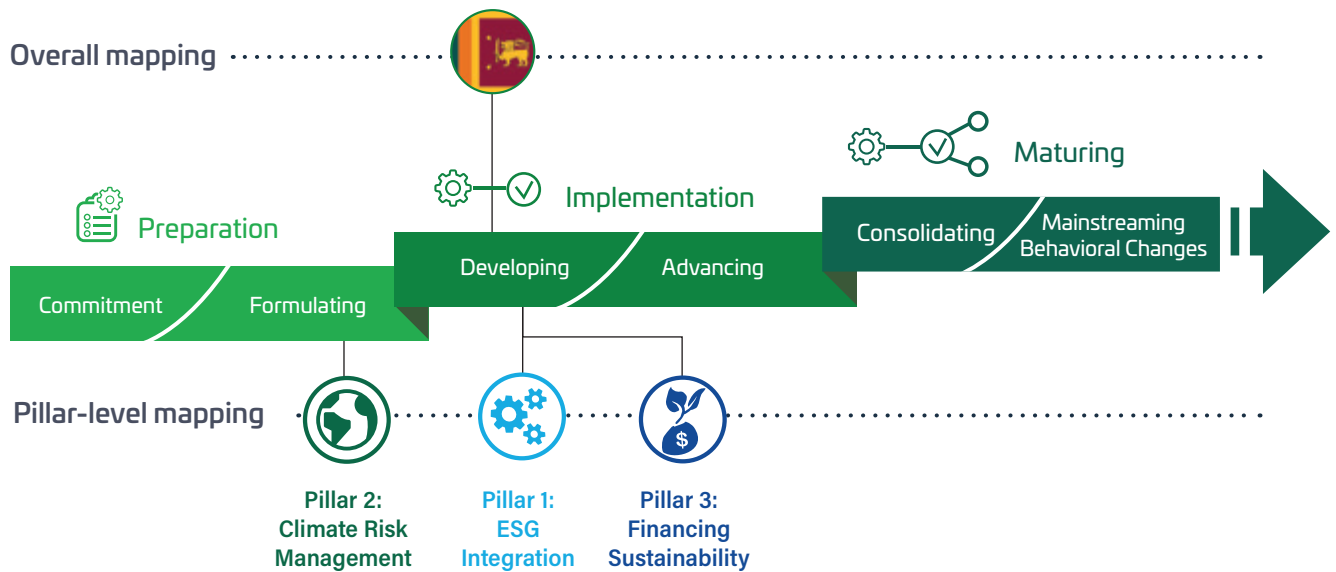 Overall mapping
Maturing
Implementation
Preparation
Consolidating
Mainstreaming
Behavioral Changes
Developing
Advancing
Commitment
Formulating
Pillar-level mapping
$
Pillar 2:
Climate Risk
Management
Pillar 1:
ESG
Integration
Pillar 3:
Financing
Sustainability